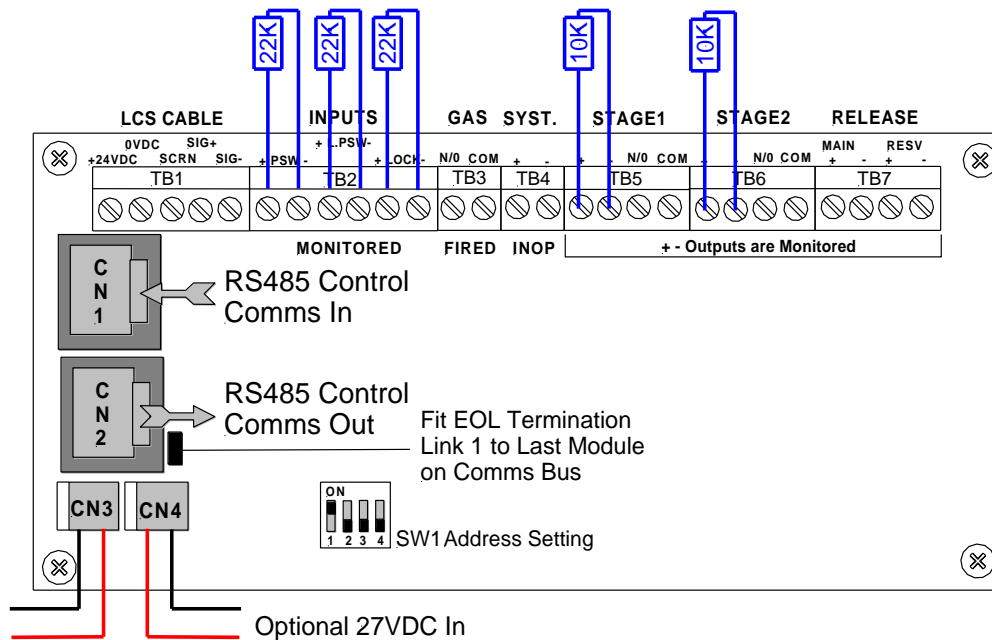 22K 22K 22K 10K 10K
LCS CABLE INPUTS GAS SYST. STAGE1 STAGE2 RELEASE
0VDC SIG+ + L.PSW- MAIN RESV
+24VDC SCRN SIG- + PSW - + LOCK- N/0 COM + - + - N/0 COM + - N/0 COM + - + -
TB1 TB2 TB3 TB4 TB5 TB6 TB7
MONITORED FIRED INOP + - Outputs are Monitored
CN1
RS485 Control
Comms In
CN2
RS485 Control
Comms Out
Fit EOL Termination
Link 1 to Last Module
on Comms Bus
CN3 CN4
ON
1 2 3 4
SW1 Address Setting
Optional 27VDC In